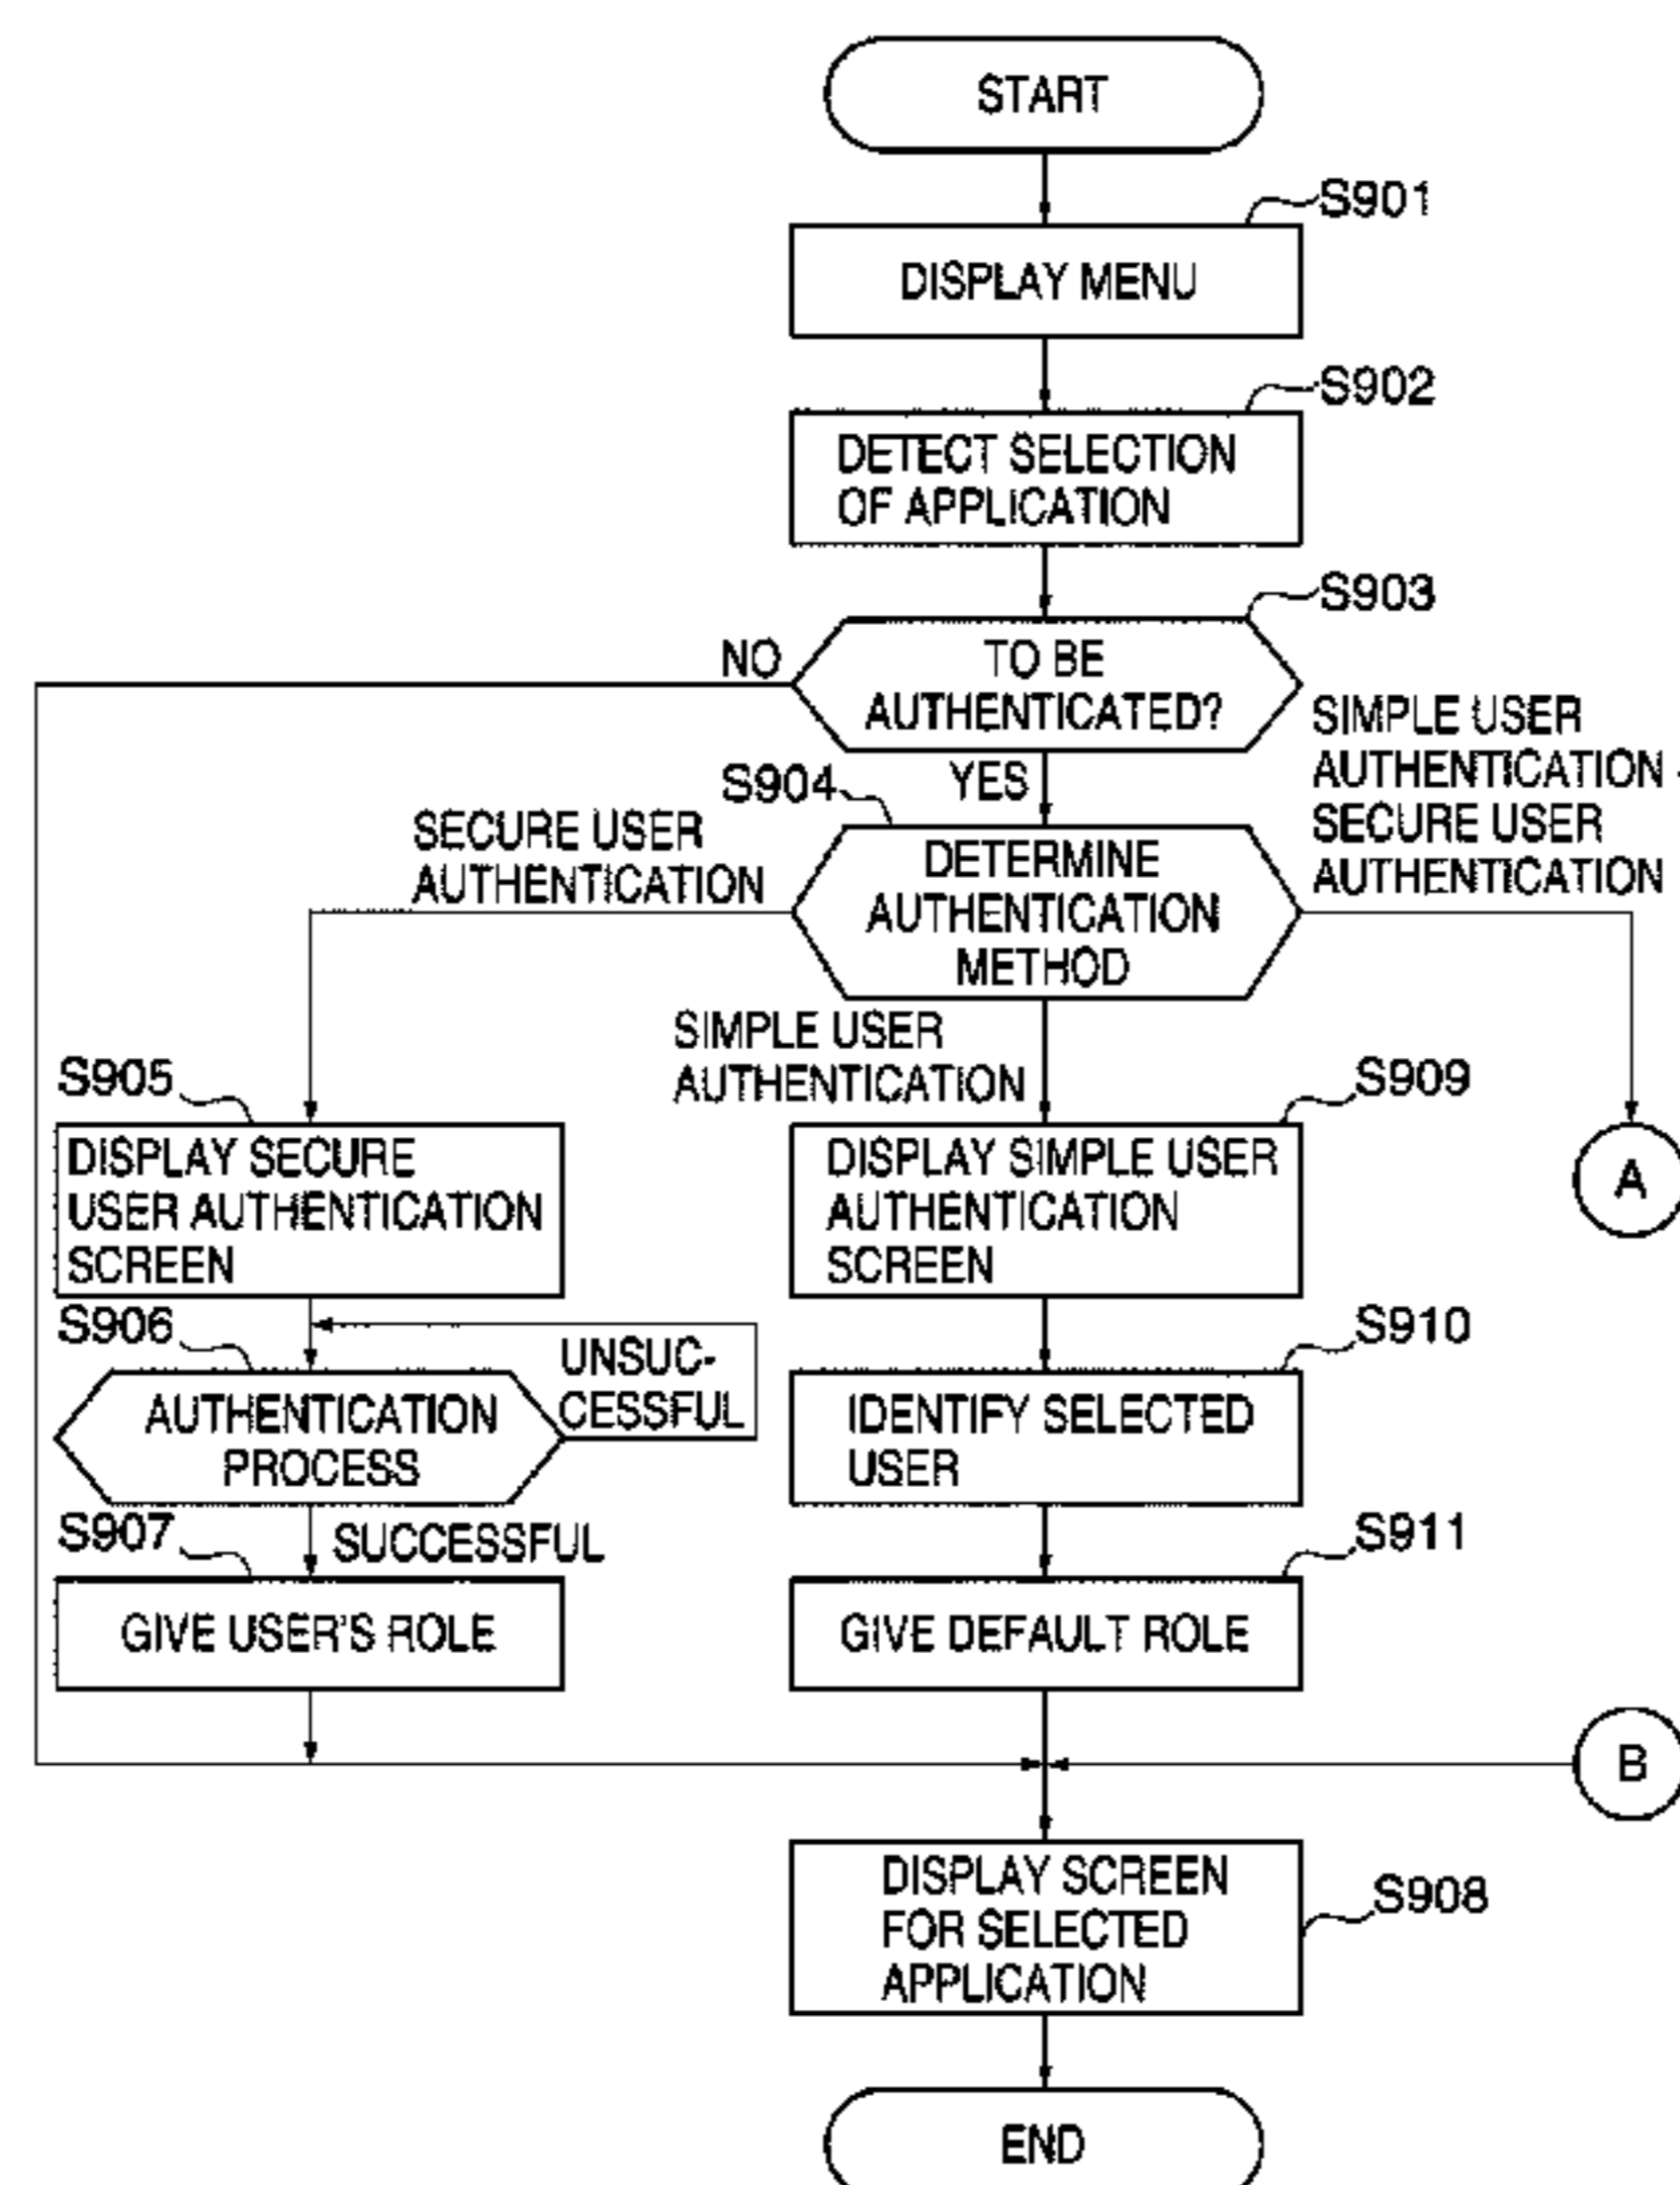 START
S901
DISPLAY MENU
S902
DETECT SELECTION
OF APPLICATION
S903
NO
TO BE
AUTHENTICATED?
YES
S904
SIMPLE USER
AUTHENTICATION
SECURE USER
AUTHENTICATION
SECURE USER
AUTHENTICATION
DETERMINE
AUTHENTICATION
METHOD
SIMPLE USER
AUTHENTICATION
S905
DISPLAY SECURE
USER AUTHENTICATION
SCREEN
S909
DISPLAY SIMPLE USER
AUTHENTICATION
SCREEN
A
S906
UNSUC-
CESSFUL
AUTHENTICATION
PROCESS
S910
IDENTIFY SELECTED
USER
S907
SUCCESSFUL
GIVE USER'S ROLE
S911
GIVE DEFAULT ROLE
B
DISPLAY SCREEN
FOR SELECTED
APPLICATION
S908
END